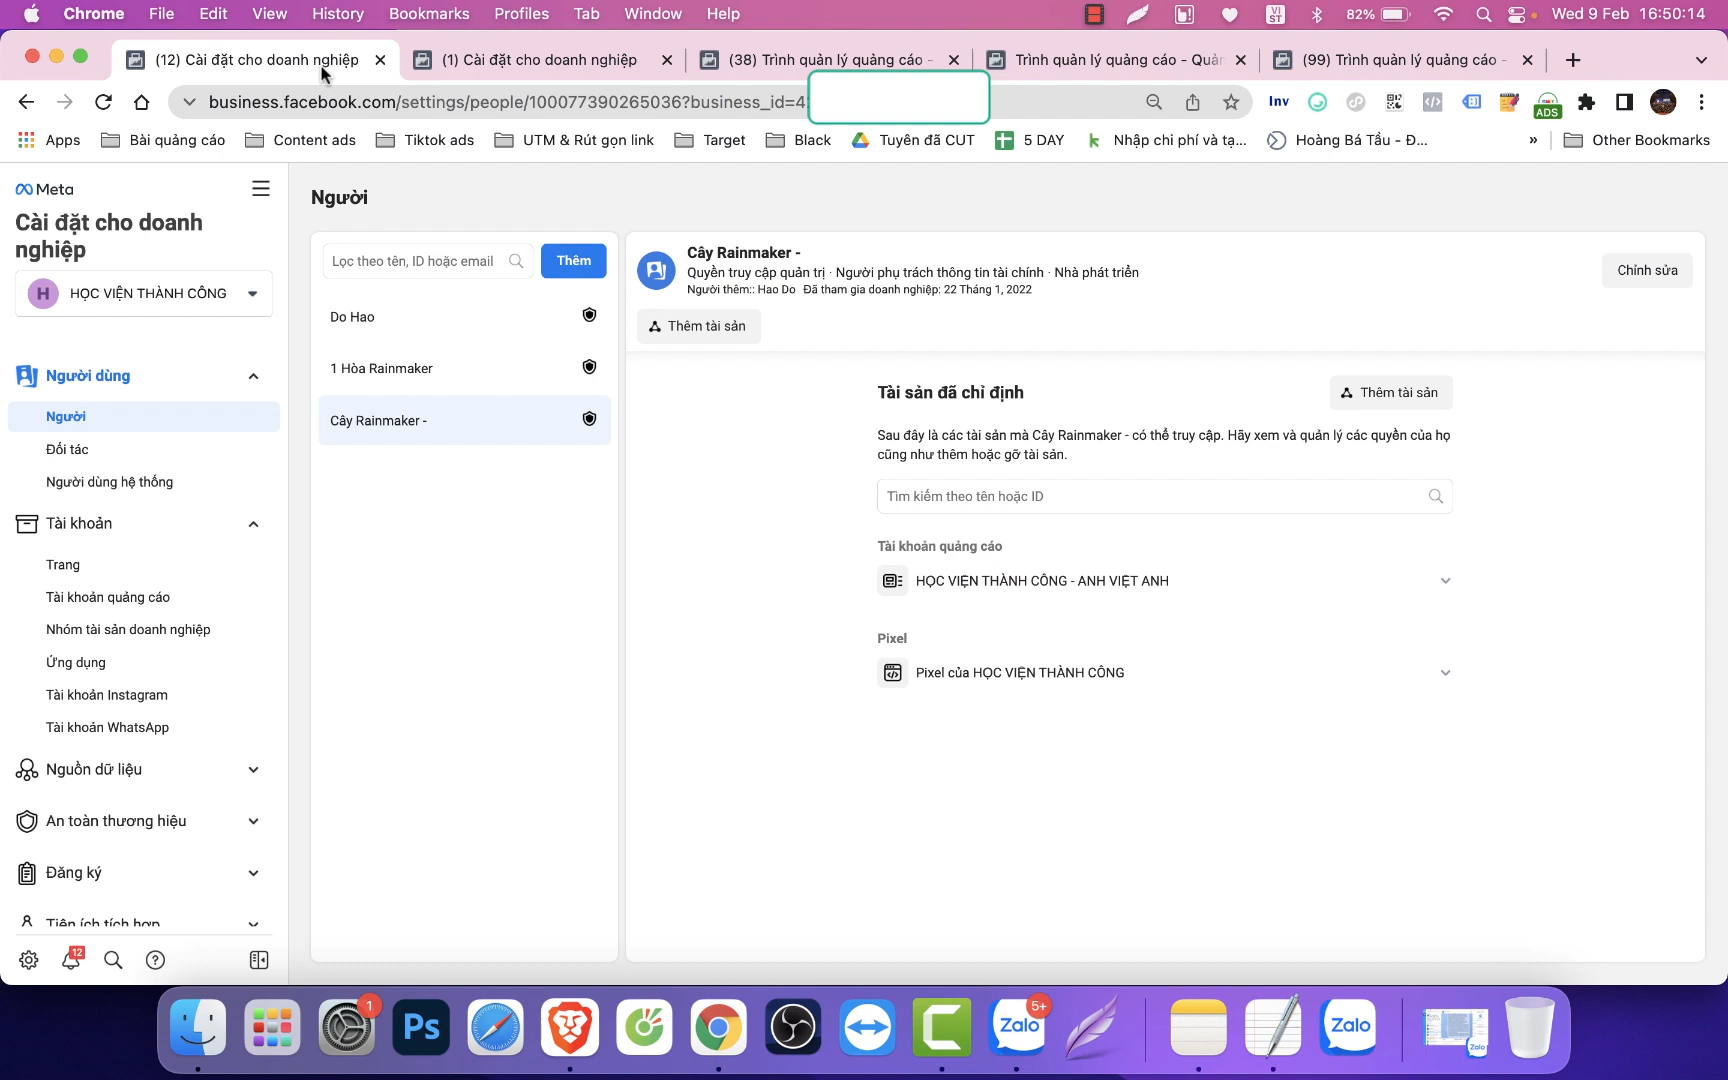 Chrome File Edit View History Bookmarks Profiles Tab Window Help
VI ST 82% Wed 9 Feb 16:50:14
(12) Cài đặt cho doanh nghiệp
(1) Cài đặt cho doanh nghiệp
(38) Trình quản lý quảng cáo -
Trình quản lý quảng cáo - Quản
(99) Trình quản lý quảng cáo -
business.facebook.com/settings/people/100077390265036?business_id=4
Inv
ADS
Apps Bài quảng cáo Content ads Tiktok ads UTM & Rút gọn link Target Black Tuyên đã CUT 5 DAY Nhập chi phí và tạ... Hoàng Bá Tầu - Đ... » Other Bookmarks
Meta
Cài đặt cho doanh
nghiệp
H HỌC VIỆN THÀNH CÔNG
Người dùng
Người
Đối tác
Người dùng hệ thống
Tài khoản
Trang
Tài khoản quảng cáo
Nhóm tài sản doanh nghiệp
Ứng dụng
Tài khoản Instagram
Tài khoản WhatsApp
Nguồn dữ liệu
An toàn thương hiệu
Đăng ký
Tiện ích tích hợp
12
Người
Lọc theo tên, ID hoặc email
Thêm
Do Hao
1 Hòa Rainmaker
Cây Rainmaker -
Cây Rainmaker -
Quyền truy cập quản trị · Người phụ trách thông tin tài chính · Nhà phát triển
Người thêm:: Hao Do Đã tham gia doanh nghiệp: 22 Tháng 1, 2022
Chỉnh sửa
Thêm tài sản
Tài sản đã chỉ định
Thêm tài sản
Sau đây là các tài sản mà Cây Rainmaker - có thể truy cập. Hãy xem và quản lý các quyền của họ
cũng như thêm hoặc gỡ tài sản.
Tìm kiếm theo tên hoặc ID
Tài khoản quảng cáo
HỌC VIỆN THÀNH CÔNG - ANH VIỆT ANH
Pixel
Pixel của HỌC VIỆN THÀNH CÔNG
1
Ps
Zalo
5+
Zalo
Zalo